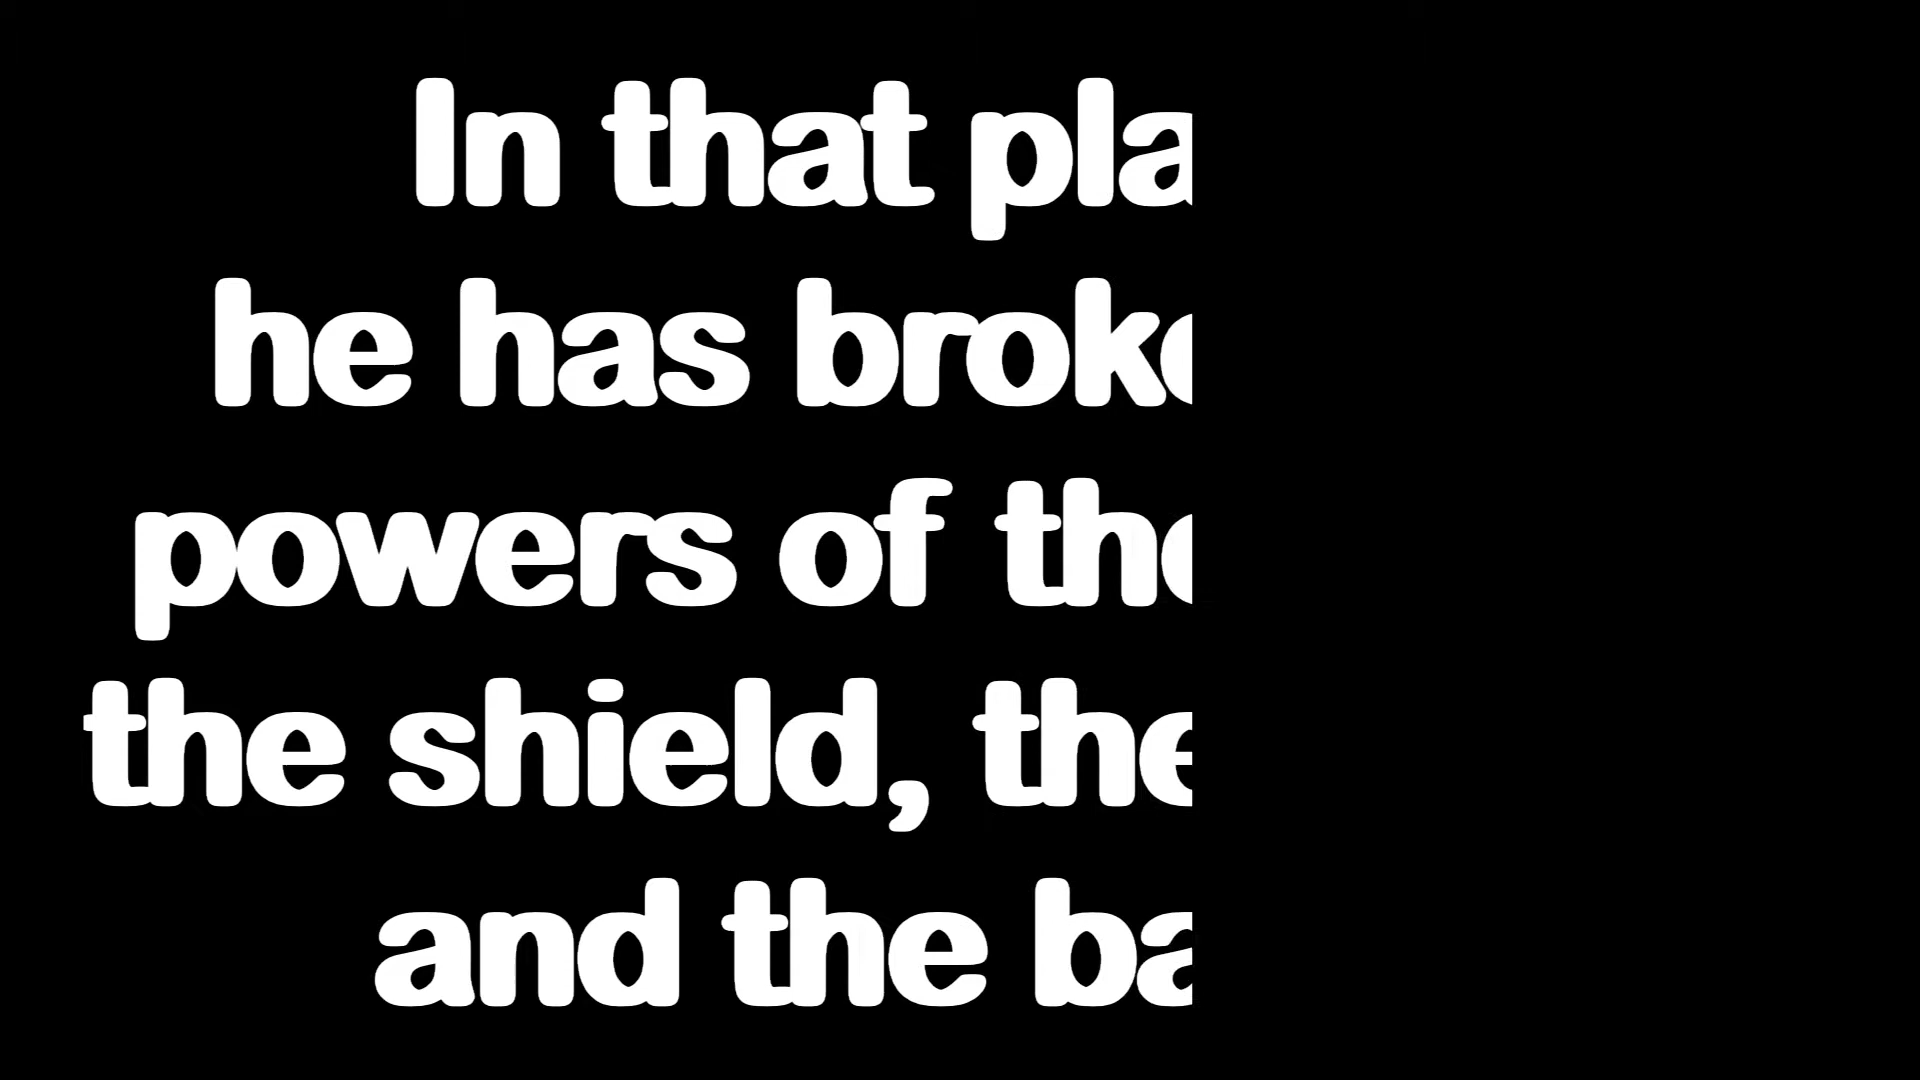 In that pla
he has brok
powers of th
the shield, the
and the ba